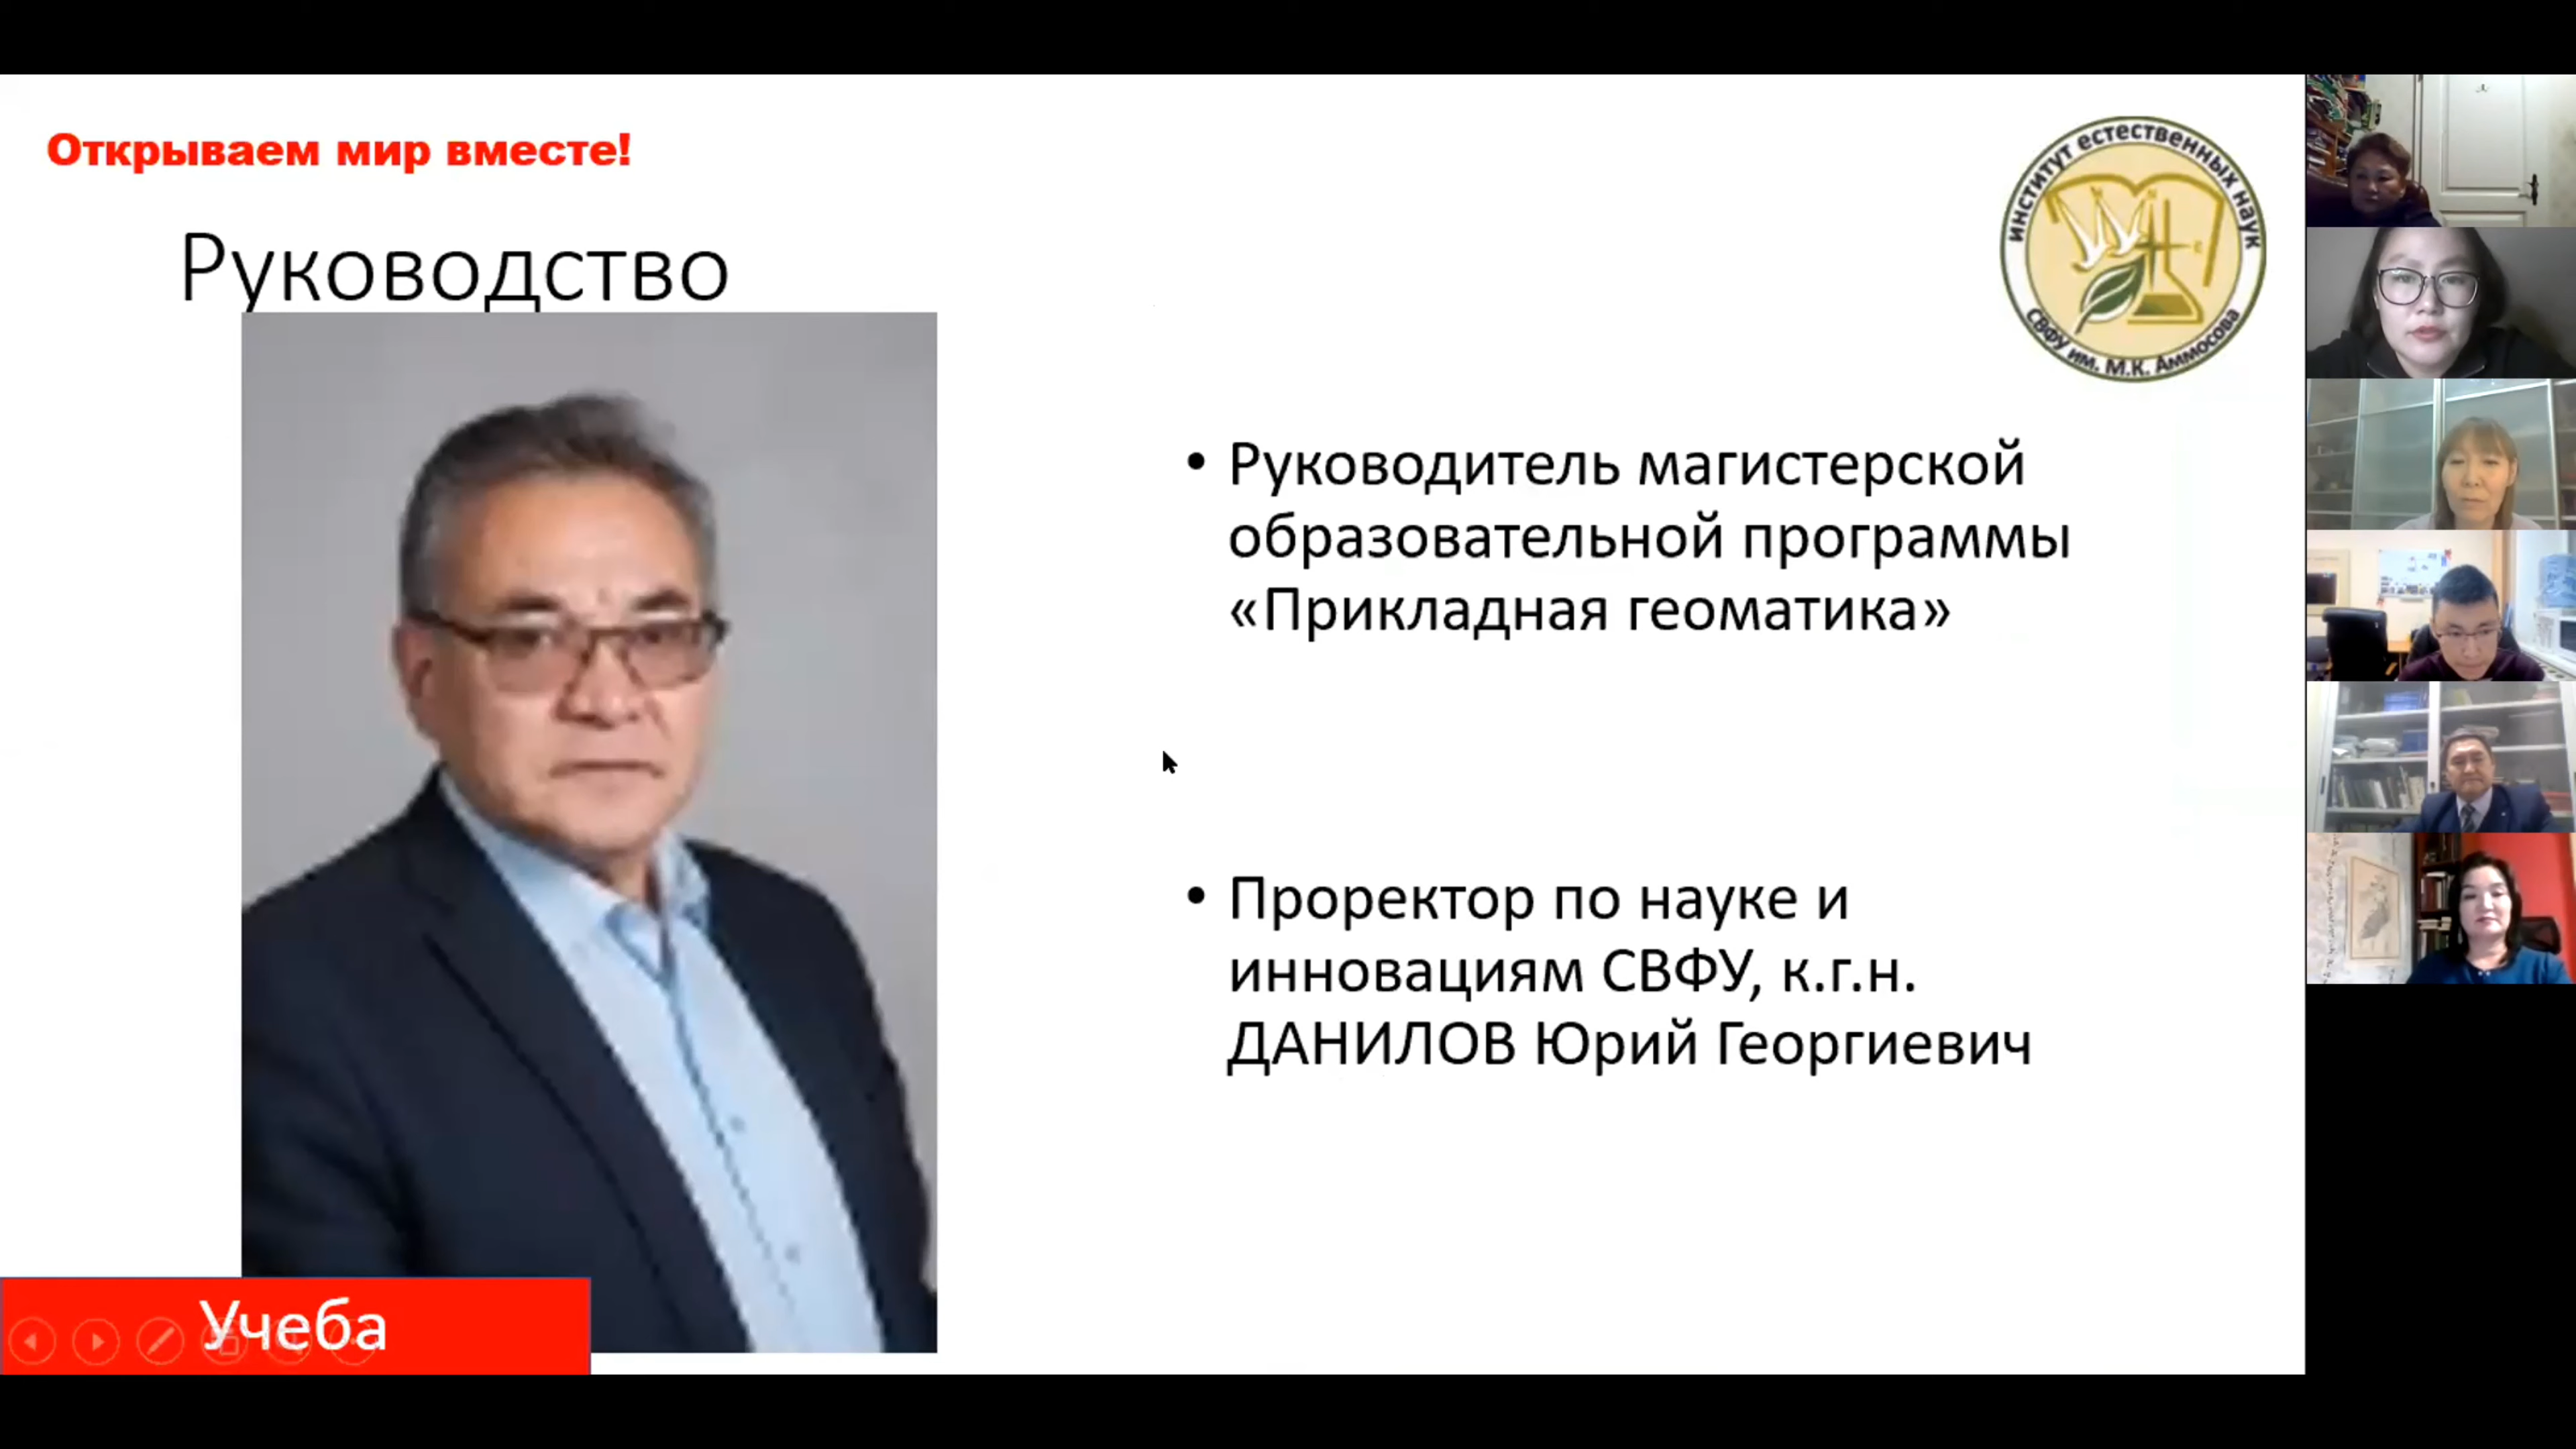 Открываем мир вместе!
Руководство
институт естественных наук
СВФУ им. М.К. Аммосова
• Руководитель магистерской
образовательной программы
«Прикладная геоматика»
• Проректор по науке и
инновациям СВФУ, к.г.н.
ДАНИЛОВ Юрий Георгиевич
Учеба